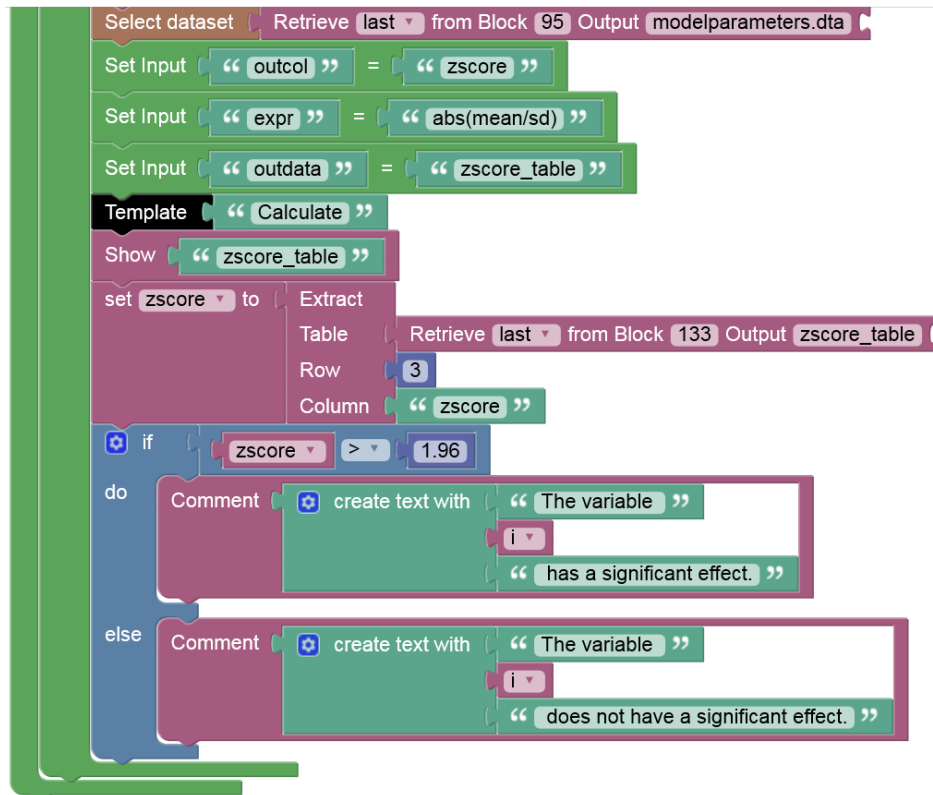 Select dataset Retrieve last from Block 95 Output modelparameters.dta
Set Input “ outcol ” = “ zscore ”
Set Input “ expr ” = “ abs(mean/sd) ”
Set Input “ outdata ” = “ zscore_table ”
Template “ Calculate ”
Show “ zscore_table ”
set zscore to Extract
Table Retrieve last from Block 133 Output zscore_table
Row 3
Column “ zscore ”
if zscore > 1.96
do Comment create text with “ The variable ”
i
“ has a significant effect. ”
else Comment create text with “ The variable ”
i
“ does not have a significant effect. ”